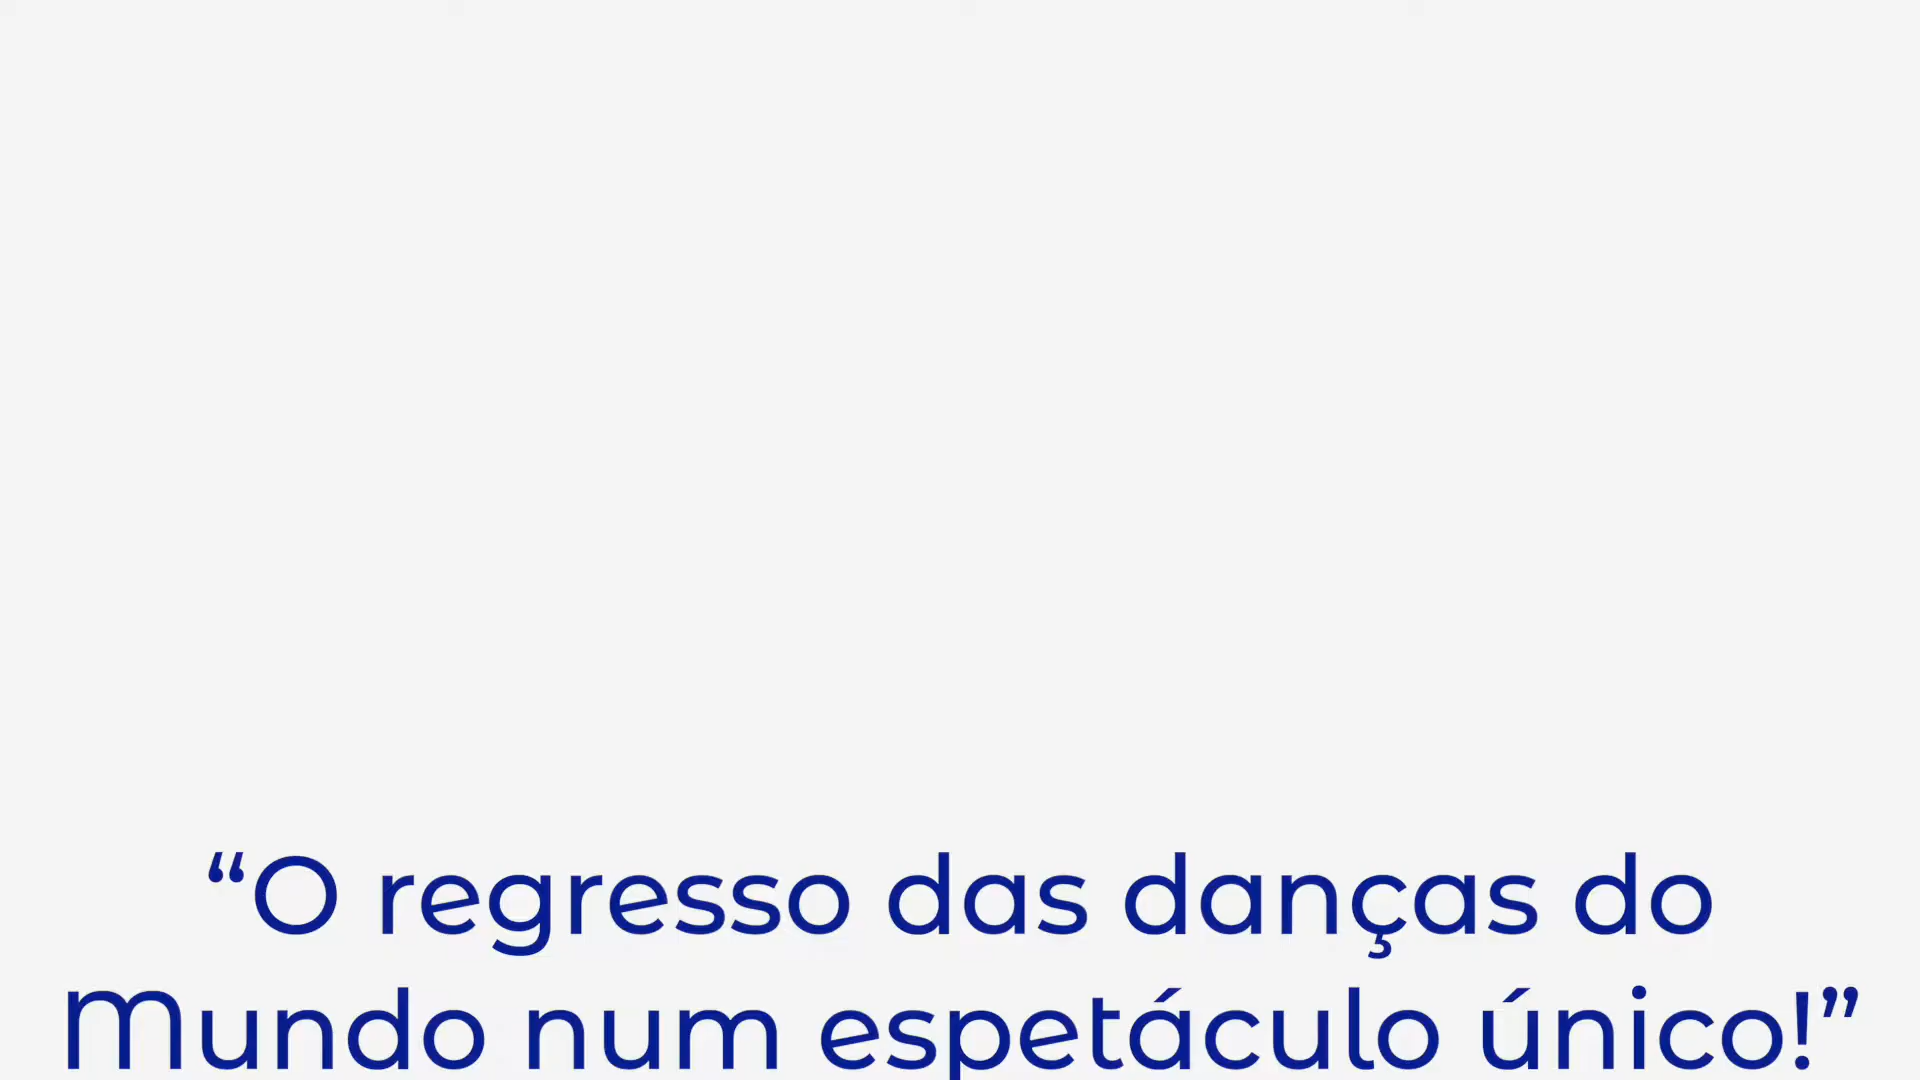 “O regresso das danças do
Mundo num espetáculo único!”